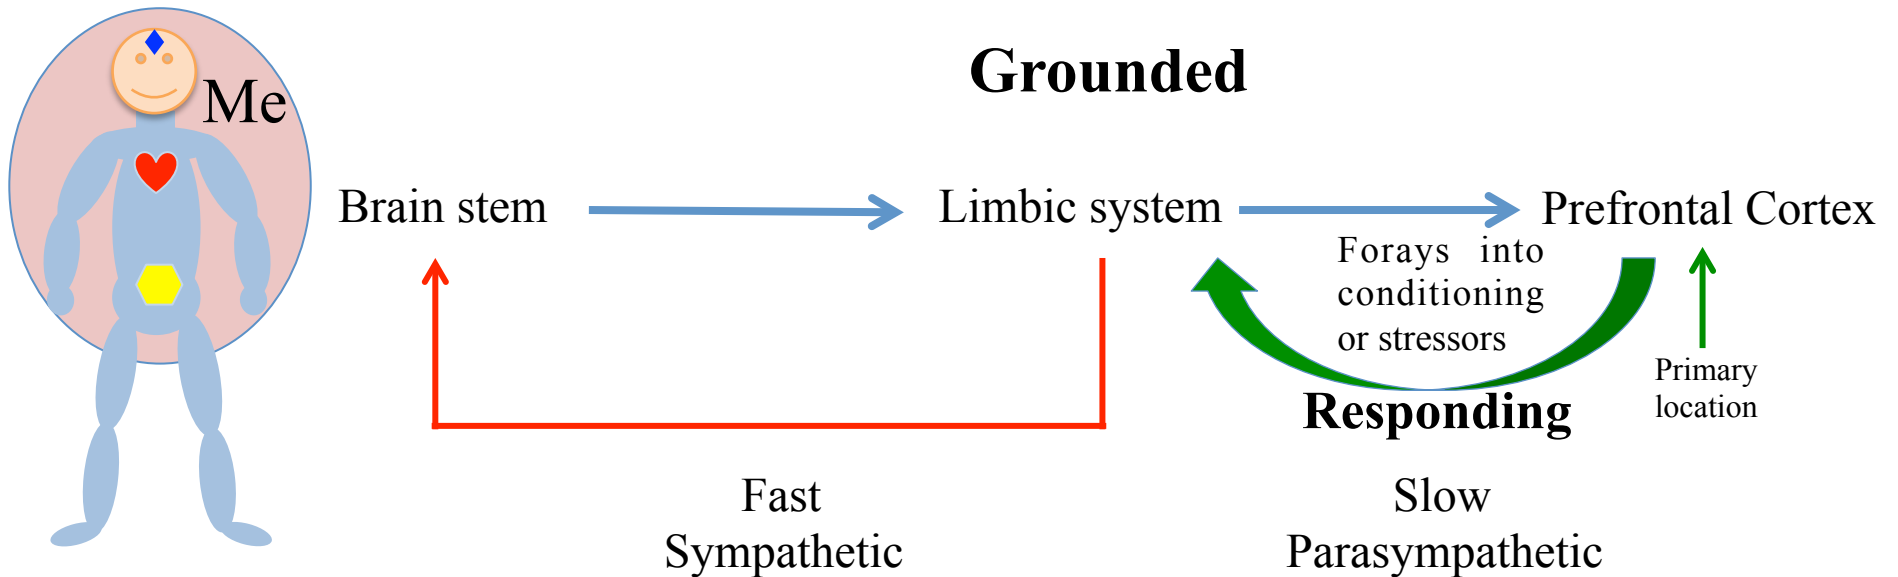 Grounded
Me
Brain stem
Limbic system
Prefrontal Cortex
Forays into
conditioning
or stressors
Primary
location
Responding
Fast
Sympathetic
Slow
Parasympathetic